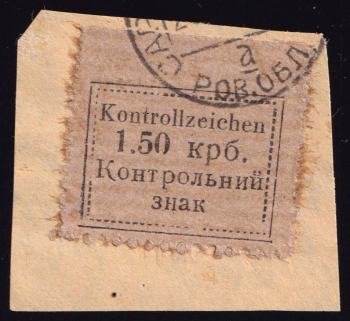 РОВ.ОБЛ.
Kontrollzeichen
1.50 крб.
Контрольний
знак